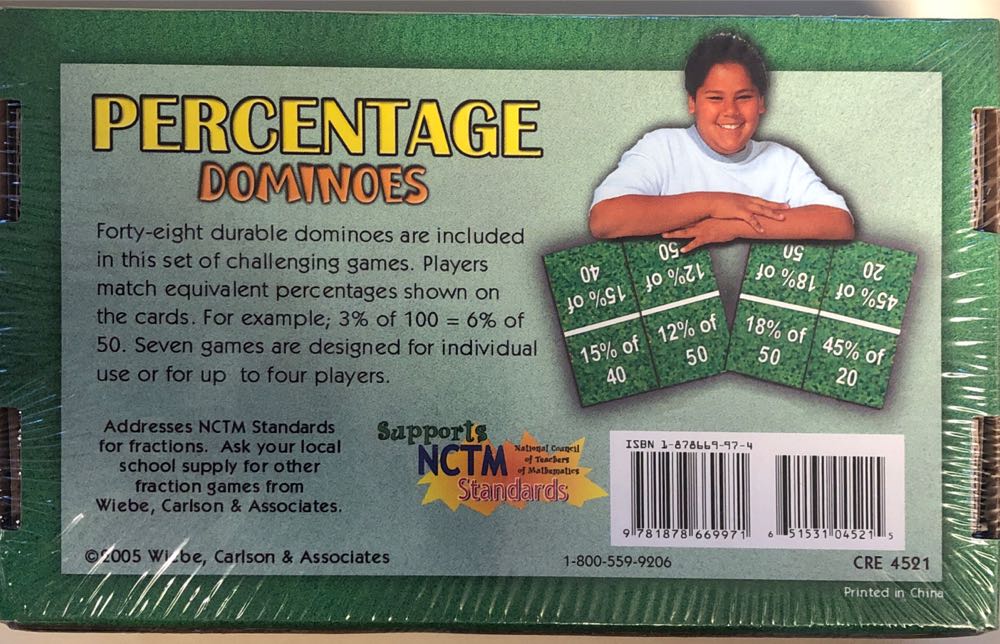 PERCENTAGE
DOMINOES
Forty-eight durable dominoes are included
in this set of challenging games. Players
match equivalent percentages shown on
the cards. For example; 3% of 100 = 6% of
50. Seven games are designed for individual
use or for up to four players.
15% of
40
12% of
50
18% of
50
45% of
20
15% of
40
12% of
50
18% of
50
45% of
20
Addresses NCTM Standards
for fractions. Ask your local
school supply for other
fraction games from
Wiebe, Carlson & Associates.
Supports
NCTM
National Council
of Teachers
of Mathematics
Standards
ISBN 1-878669-97-4
9 781878 669971
6 51531 04521 5
©2005 Wiebe, Carlson & Associates
1-800-559-9206
CRE 4521
Printed in China